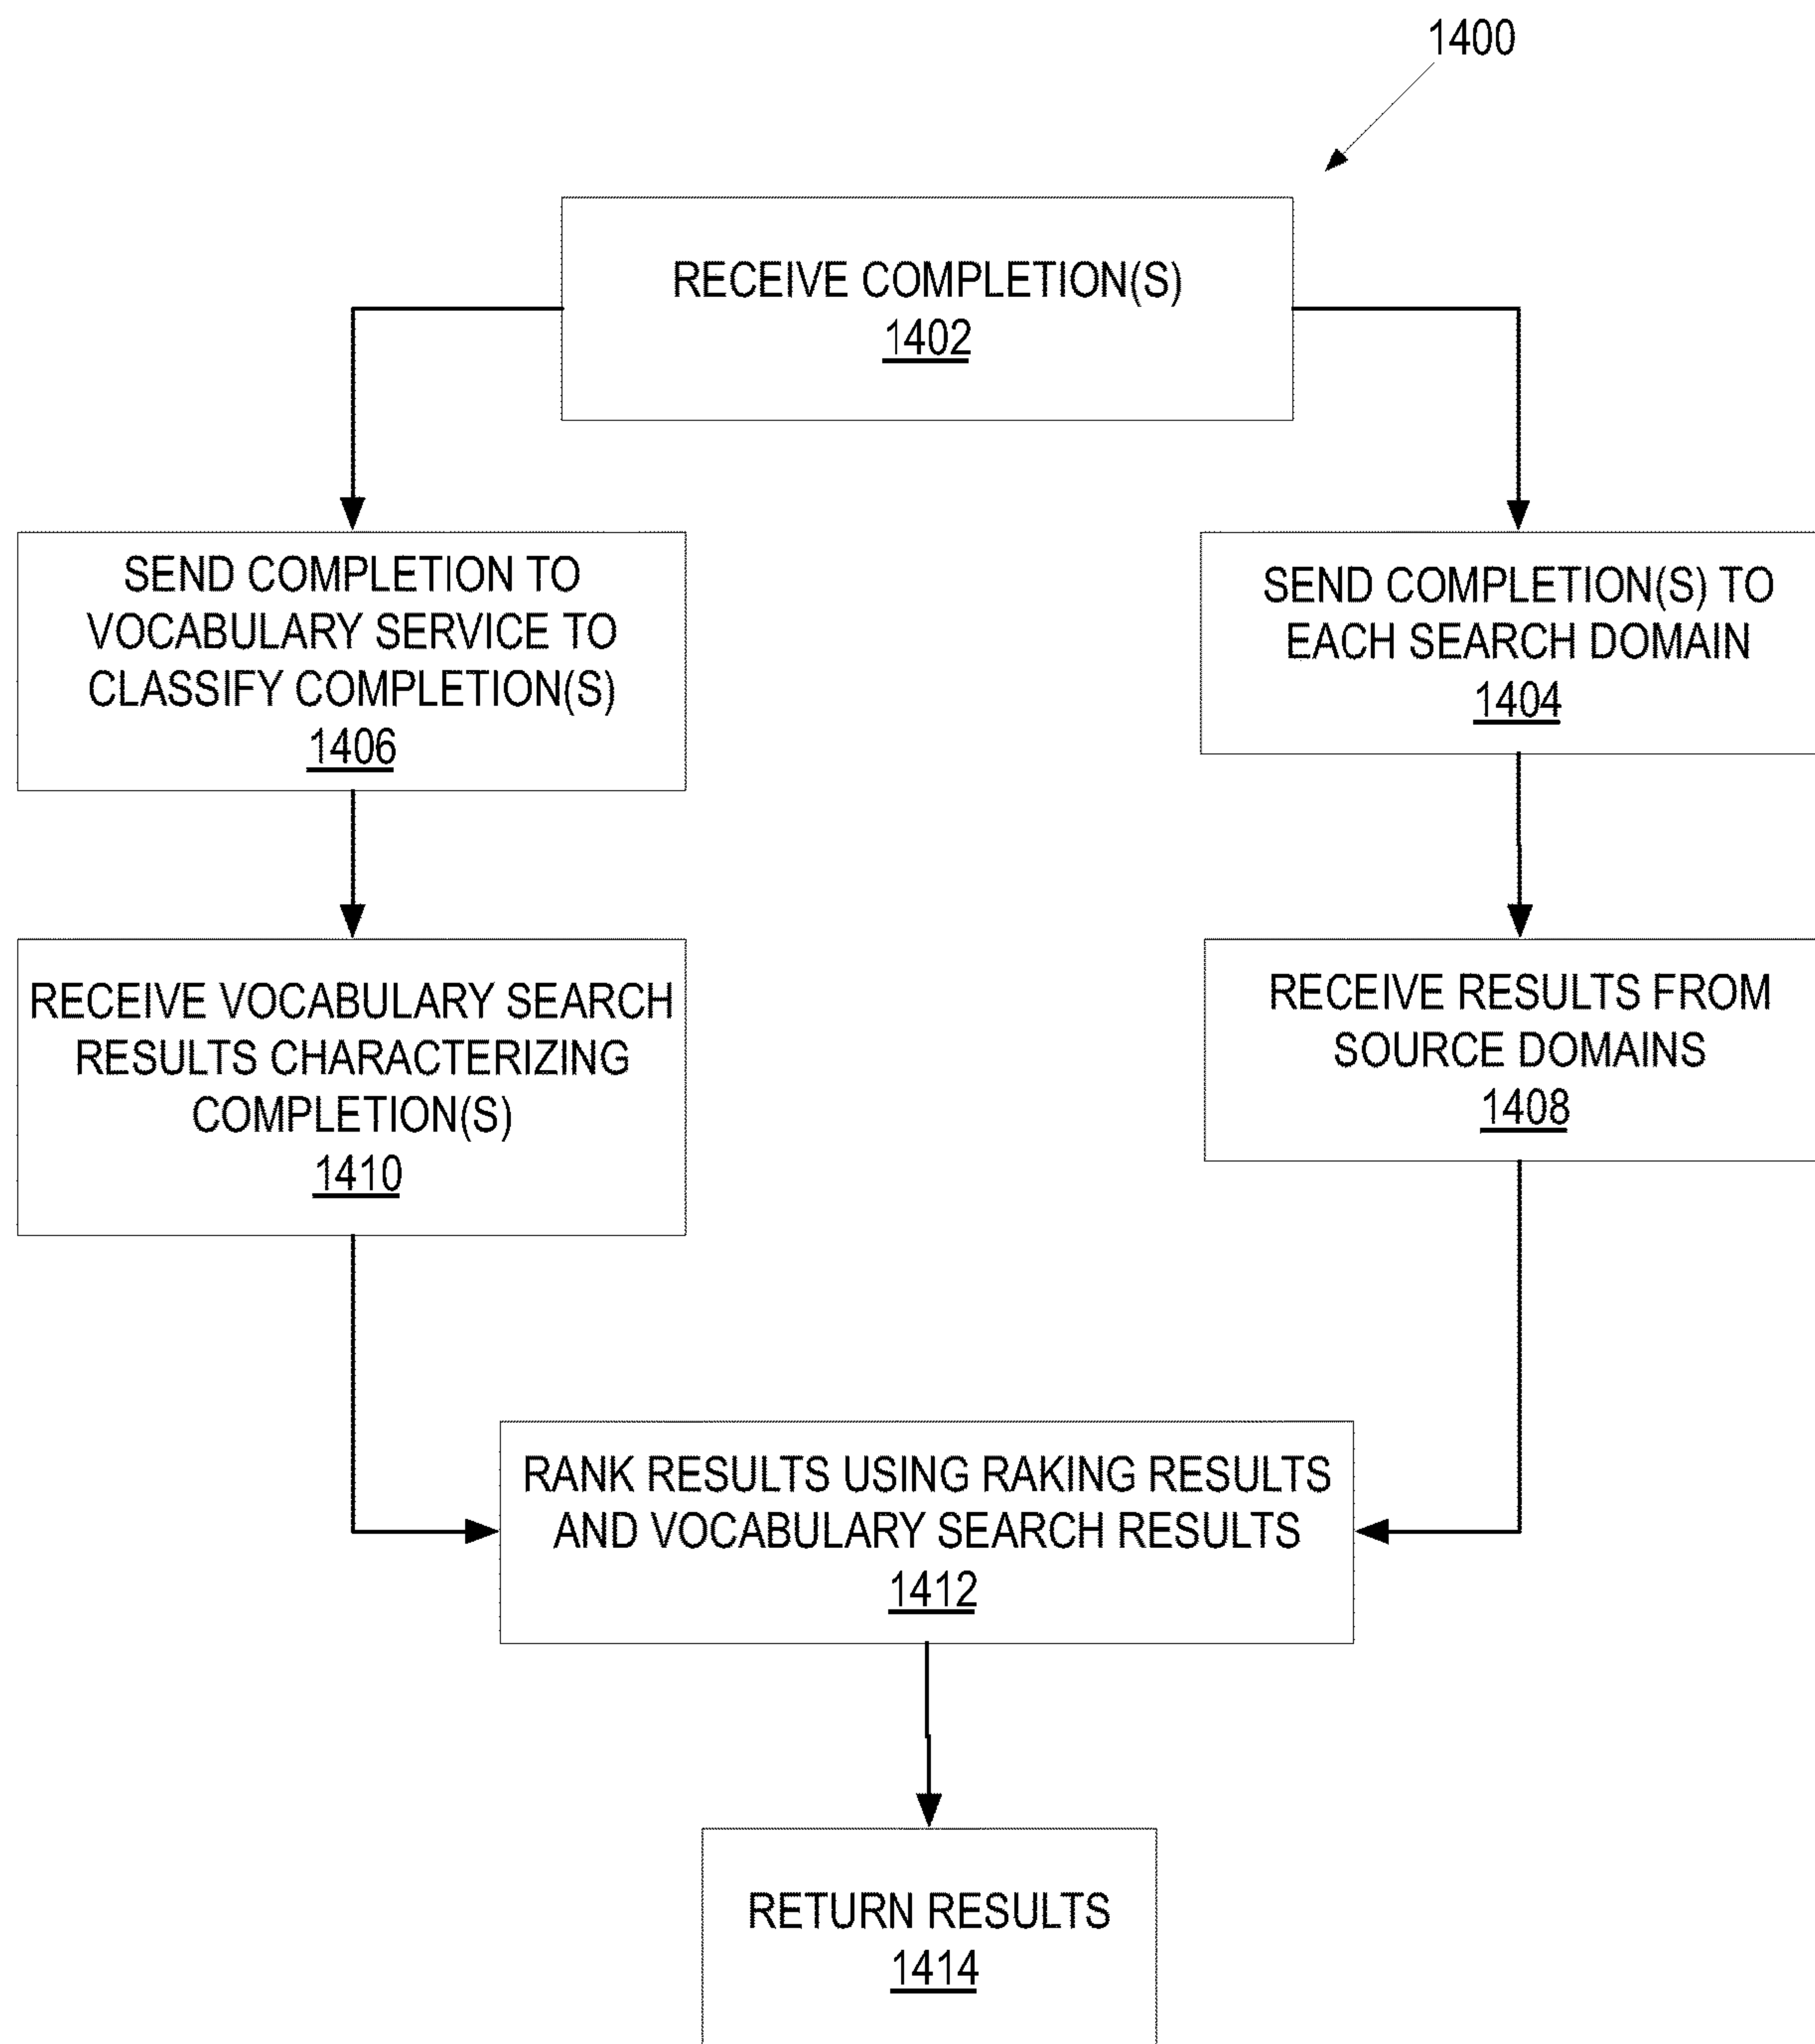 1400
RECEIVE COMPLETION(S)
1402
SEND COMPLETION TO
VOCABULARY SERVICE TO
CLASSIFY COMPLETION(S)
1406
SEND COMPLETION(S) TO
EACH SEARCH DOMAIN
1404
RECEIVE VOCABULARY SEARCH
RESULTS CHARACTERIZING
COMPLETION(S)
1410
RECEIVE RESULTS FROM
SOURCE DOMAINS
1408
RANK RESULTS USING RAKING RESULTS
AND VOCABULARY SEARCH RESULTS
1412
RETURN RESULTS
1414